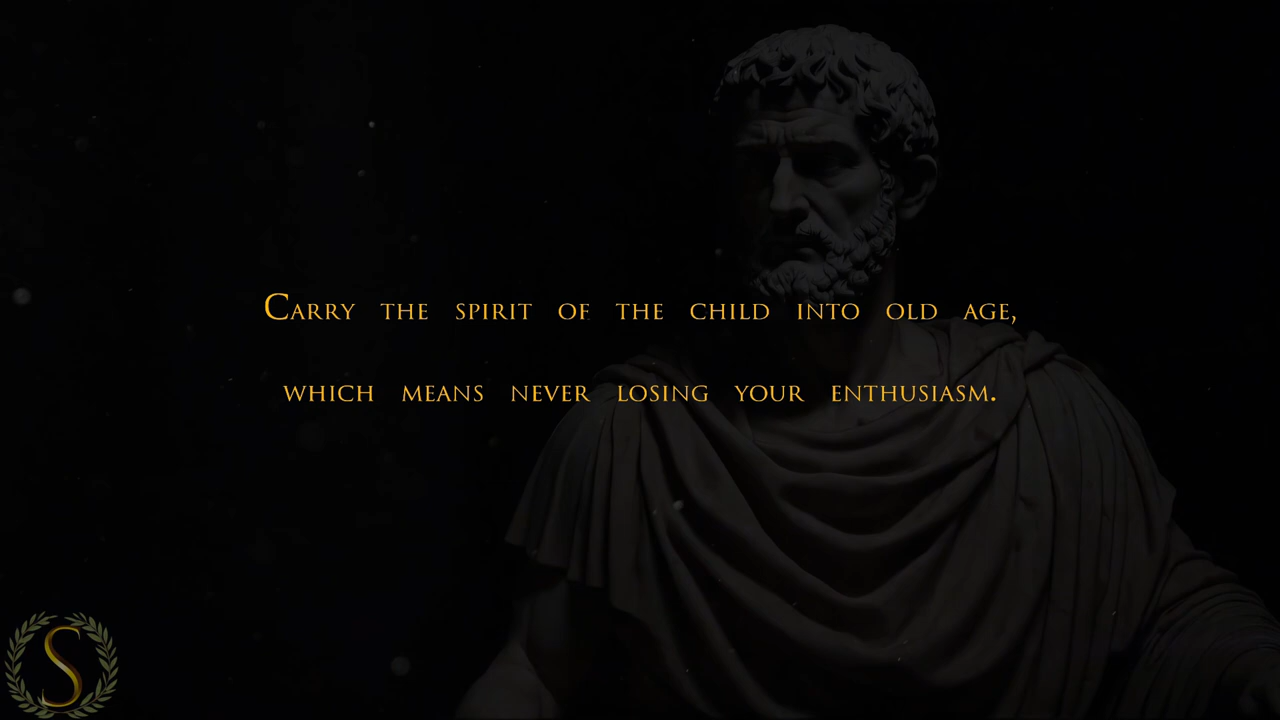 Carry the spirit of the child into old age,
which means never losing your enthusiasm.
S